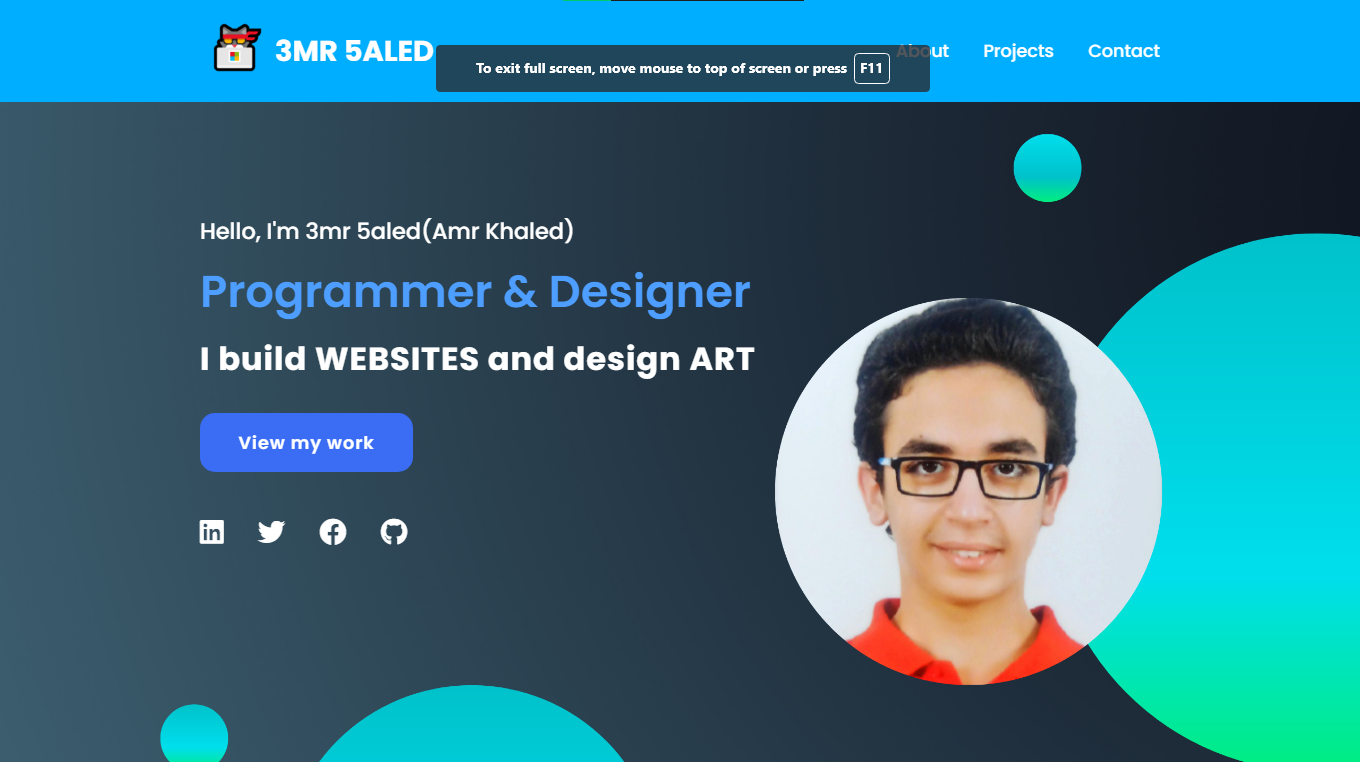 3MR 5ALED
About
Projects
Contact
To exit full screen, move mouse to top of screen or press F11
Hello, I'm 3mr 5aled(Amr Khaled)
Programmer & Designer
I build WEBSITES and design ART
View my work
in